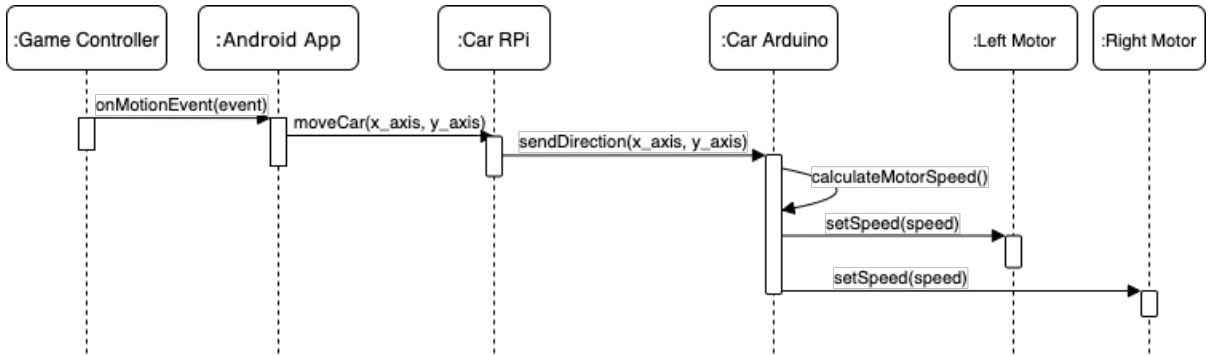 :Game Controller
:Android App
:Car RPi
:Car Arduino
:Left Motor
:Right Motor
onMotionEvent(event)
moveCar(x_axis, y_axis)
sendDirection(x_axis, y_axis)
calculateMotorSpeed()
setSpeed(speed)
setSpeed(speed)